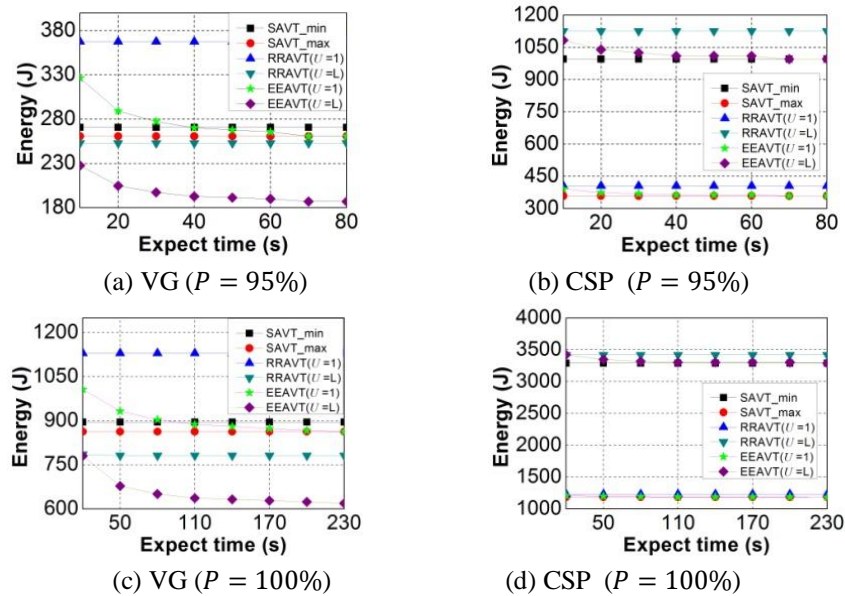 380
330
280
230
180
Energy (J)
SAVT_min
SAVT_max
RRAVT(U=1)
RRAVT(U=L)
EEAVT(U=1)
EEAVT(U=L)
20 40 60 80
Expect time (s)
(a) VG (P = 95%)
1200
1050
900
450
300
Energy (J)
SAVT_min
SAVT_max
RRAVT(U=1)
RRAVT(U=L)
EEAVT(U=1)
EEAVT(U=L)
20 40 60 80
Expect time (s)
(b) CSP (P = 95%)
1200
1050
900
750
600
Energy (J)
SAVT_min
SAVT_max
RRAVT(U=1)
RRAVT(U=L)
EEAVT(U=1)
EEAVT(U=L)
50 110 170 230
Expect time (s)
(c) VG (P = 100%)
4000
3500
3000
2000
1500
1000
Energy (J)
SAVT_min
SAVT_max
RRAVT(U=1)
RRAVT(U=L)
EEAVT(U=1)
EEAVT(U=L)
50 110 170 230
Expect time (s)
(d) CSP (P = 100%)